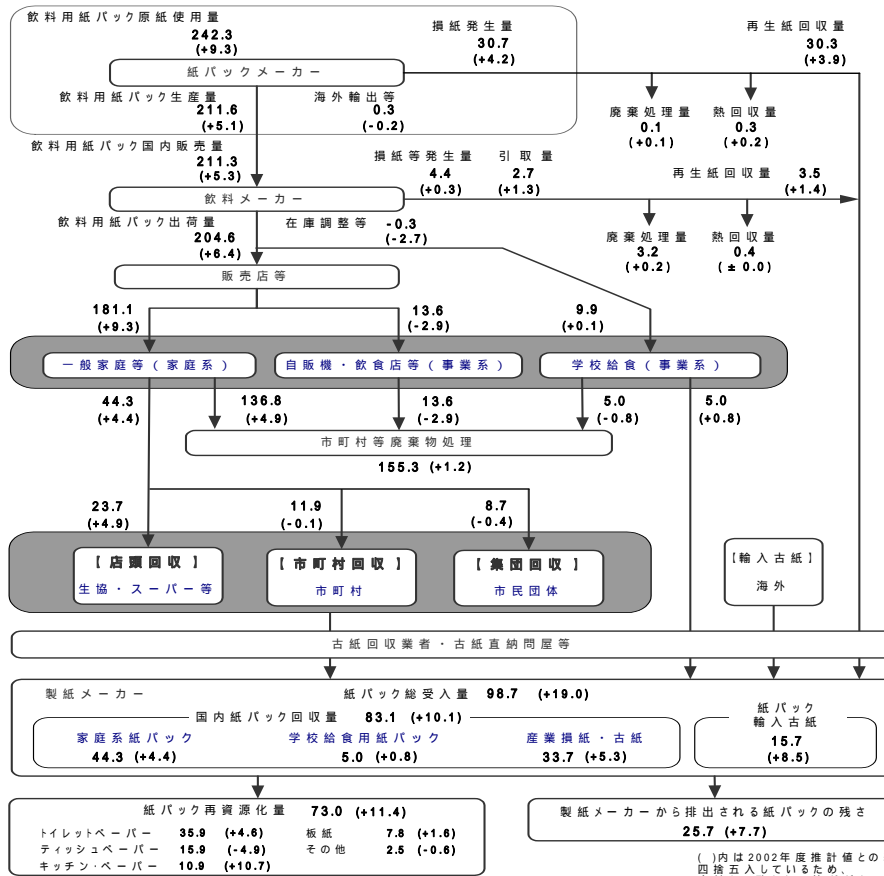 飲料用紙パック原紙使用量
242.3
(+9.3)
損紙発生量
30.7
(+4.2)
再生紙回収量
30.3
(+3.9)
紙パックメーカー
飲料用紙パック生産量
211.6
(+5.1)
海外輸出等
0.3
(-0.2)
廃棄処理量
0.1
(+0.1)
熱回収量
0.3
(+0.2)
飲料用紙パック国内販売量
211.3
(+5.3)
損紙等発生量
4.4
(+0.3)
引取量
2.7
(+1.3)
再生紙回収量
3.5
(+1.4)
飲料メーカー
飲料用紙パック出荷量
204.6
(+6.4)
在庫調整等
-0.3
(-2.7)
廃棄処理量
3.2
(+0.2)
熱回収量
0.4
(±0.0)
販売店等
181.1
(+9.3)
13.6
(-2.9)
9.9
(+0.1)
一般家庭等(家庭系)
自販機・飲食店等(事業系)
学校給食(事業系)
44.3
(+4.4)
136.8
(+4.9)
13.6
(-2.9)
5.0
(-0.8)
5.0
(+0.8)
市町村等廃棄物処理
155.3 (+1.2)
23.7
(+4.9)
11.9
(-0.1)
8.7
(-0.4)
【店頭回収】
生協・スーパー等
【市町村回収】
市町村
【集団回収】
市民団体
【輸入古紙】
海外
古紙回収業者・古紙直納問屋等
製紙メーカー
紙パック総受入量 98.7 (+19.0)
国内紙パック回収量 83.1 (+10.1)
家庭系紙パック
44.3 (+4.4)
学校給食用紙パック
5.0 (+0.8)
産業損紙・古紙
33.7 (+5.3)
紙パック
輸入古紙
15.7
(+8.5)
紙パック再資源化量 73.0 (+11.4)
トイレットペーパー 35.9 (+4.6) 板紙 7.8 (+1.6)
ティッシュペーパー 15.9 (-4.9) その他 2.5 (-0.6)
キッチン・ペーパー 10.9 (+10.7)
製紙メーカーから排出される紙パックの残さ
25.7 (+7.7)
( )内は2002年度推計値との
四捨五入しているため、